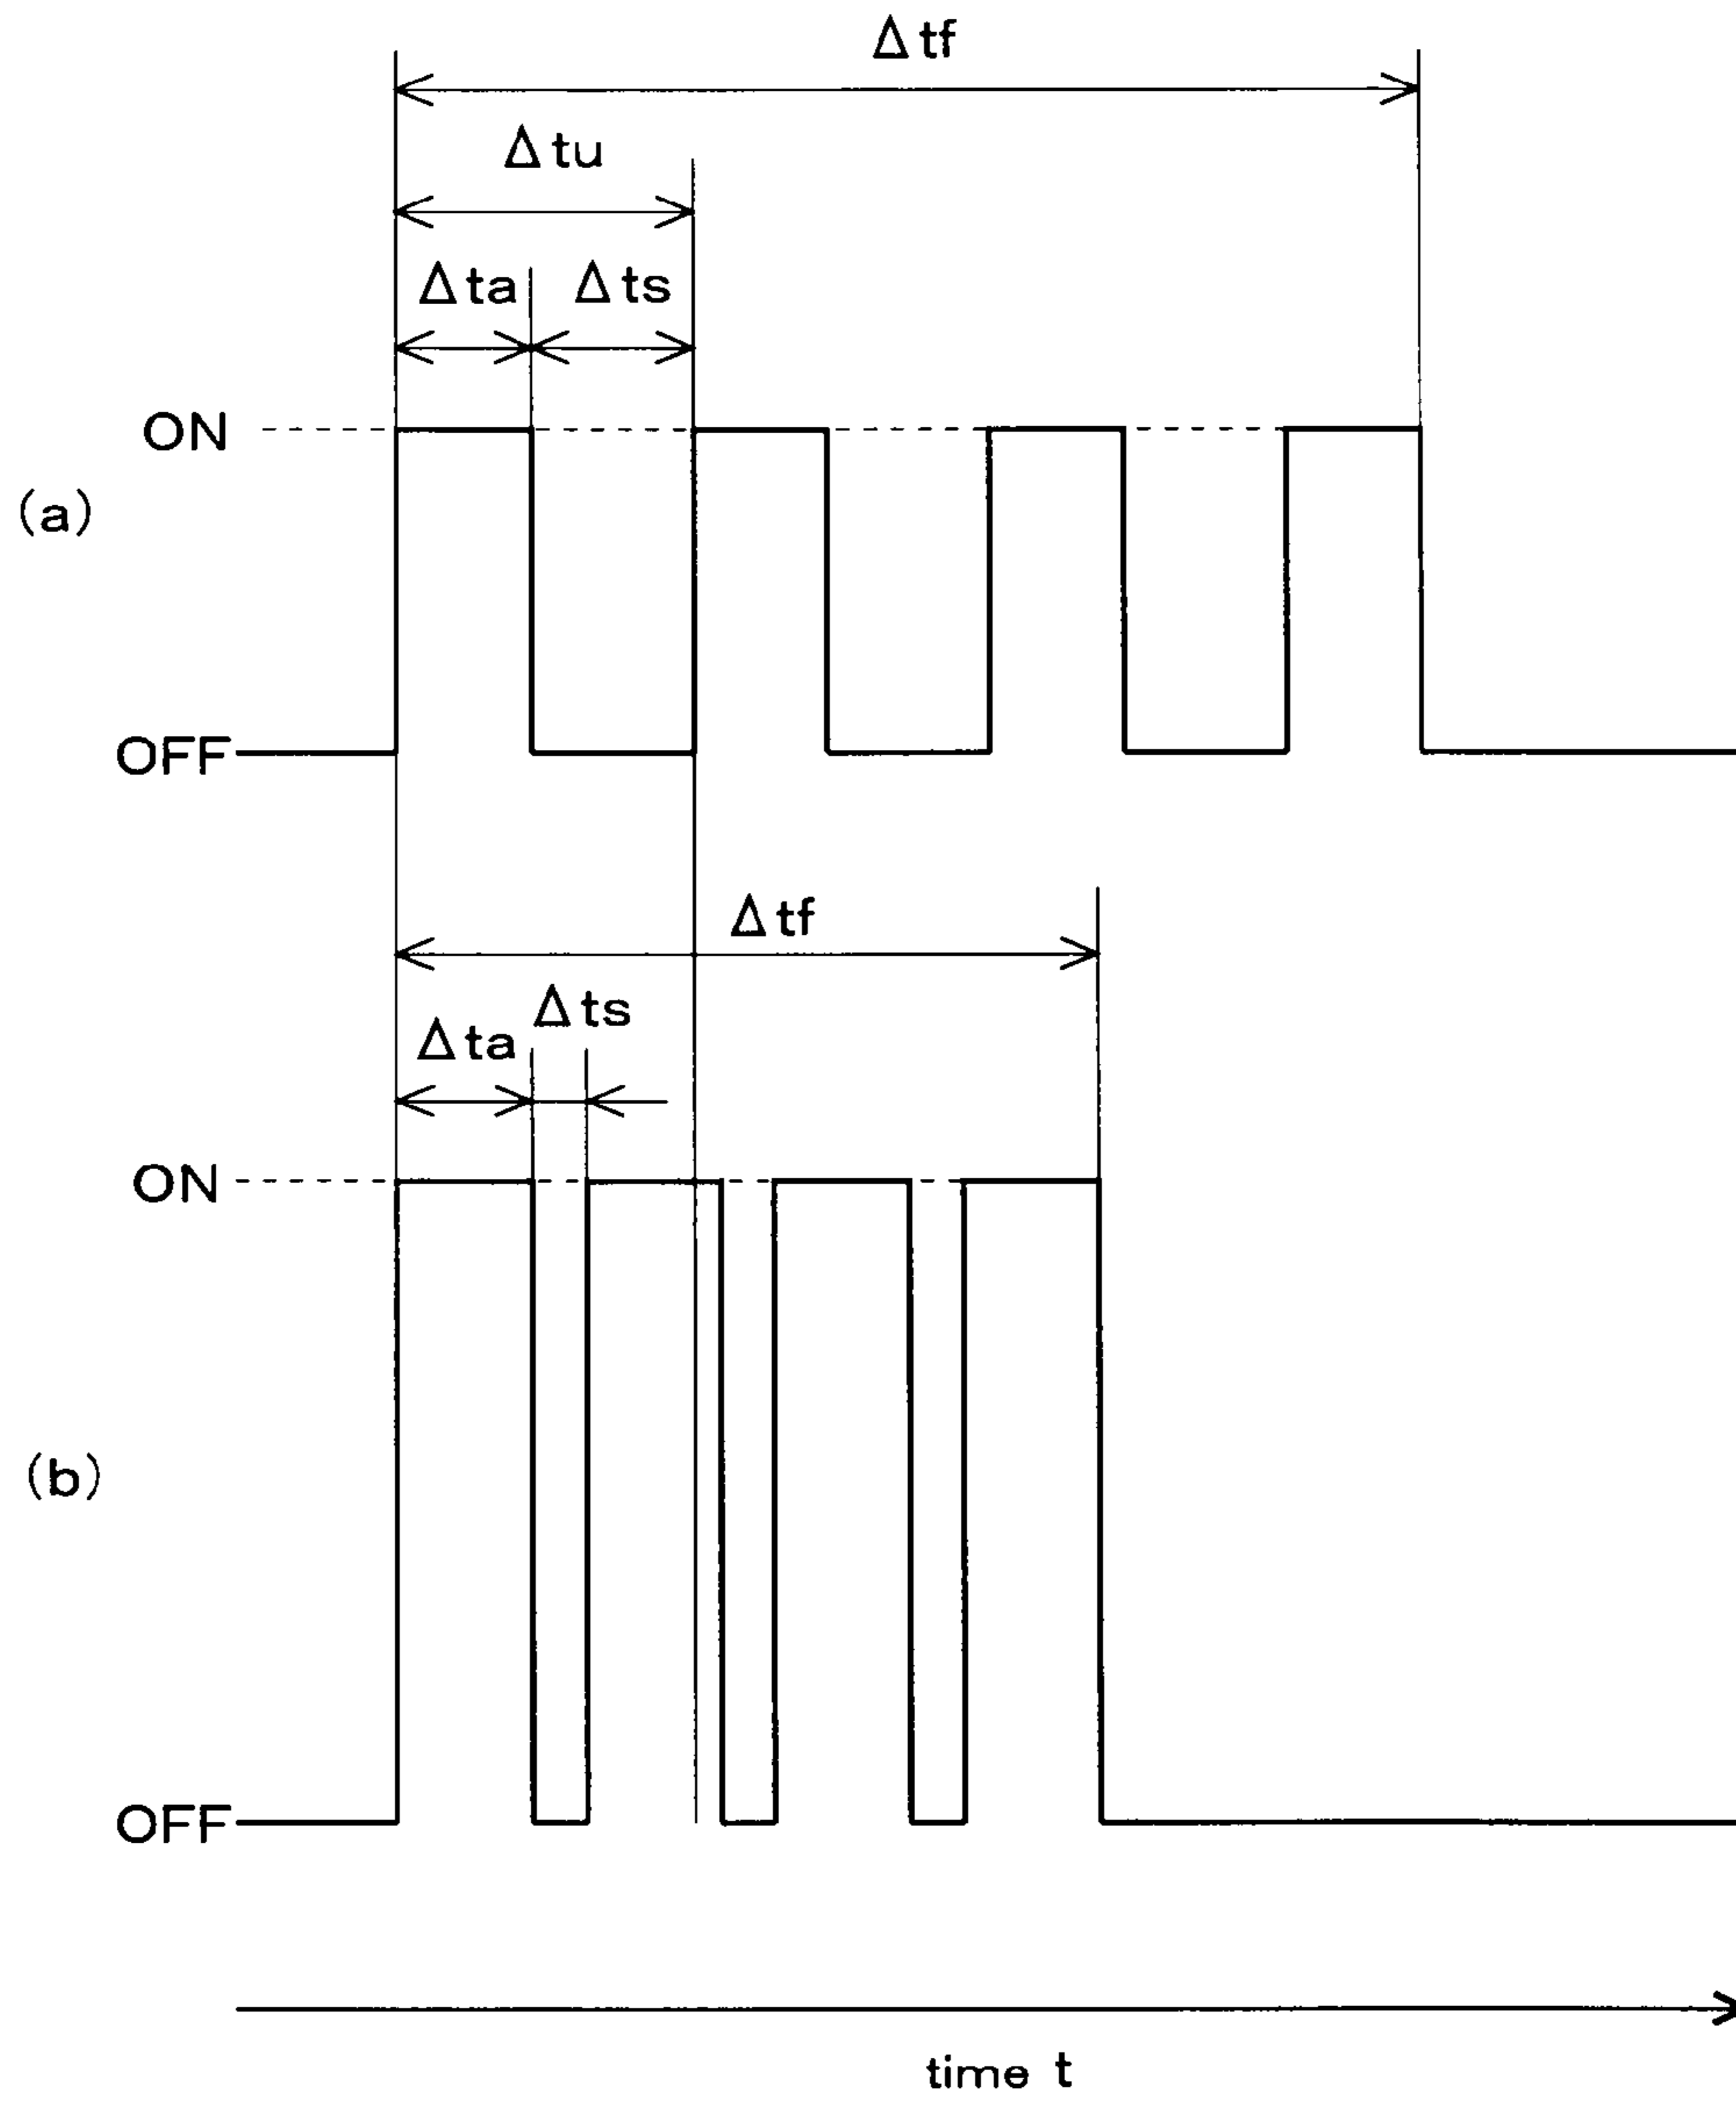 Δtf
Δtu
Δta Δts
ON
(a)
OFF
Δtf
Δts
Δta
ON
(b)
OFF
time t